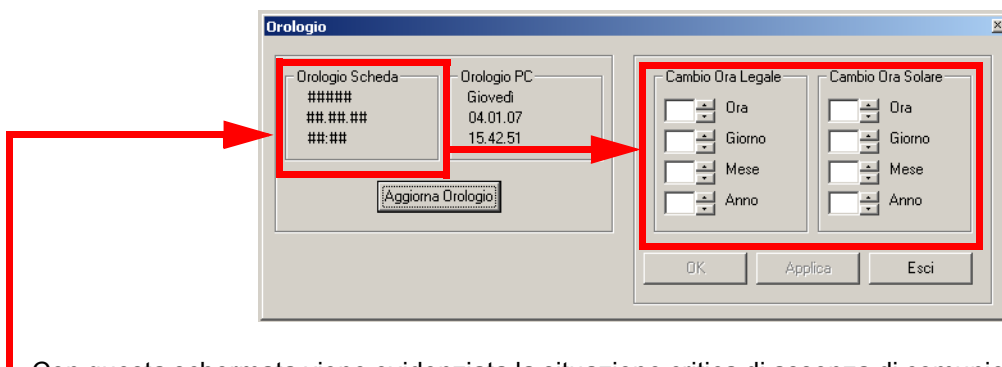 Orologio
Orologio Scheda
#####
##.##.##
##:##
Orologio PC
Giovedì
04.01.07
15.42.51
Aggiorna Orologio
Cambio Ora Legale
Ora
Giorno
Mese
Anno
Cambio Ora Solare
Ora
Giorno
Mese
Anno
OK
Applica
Esci